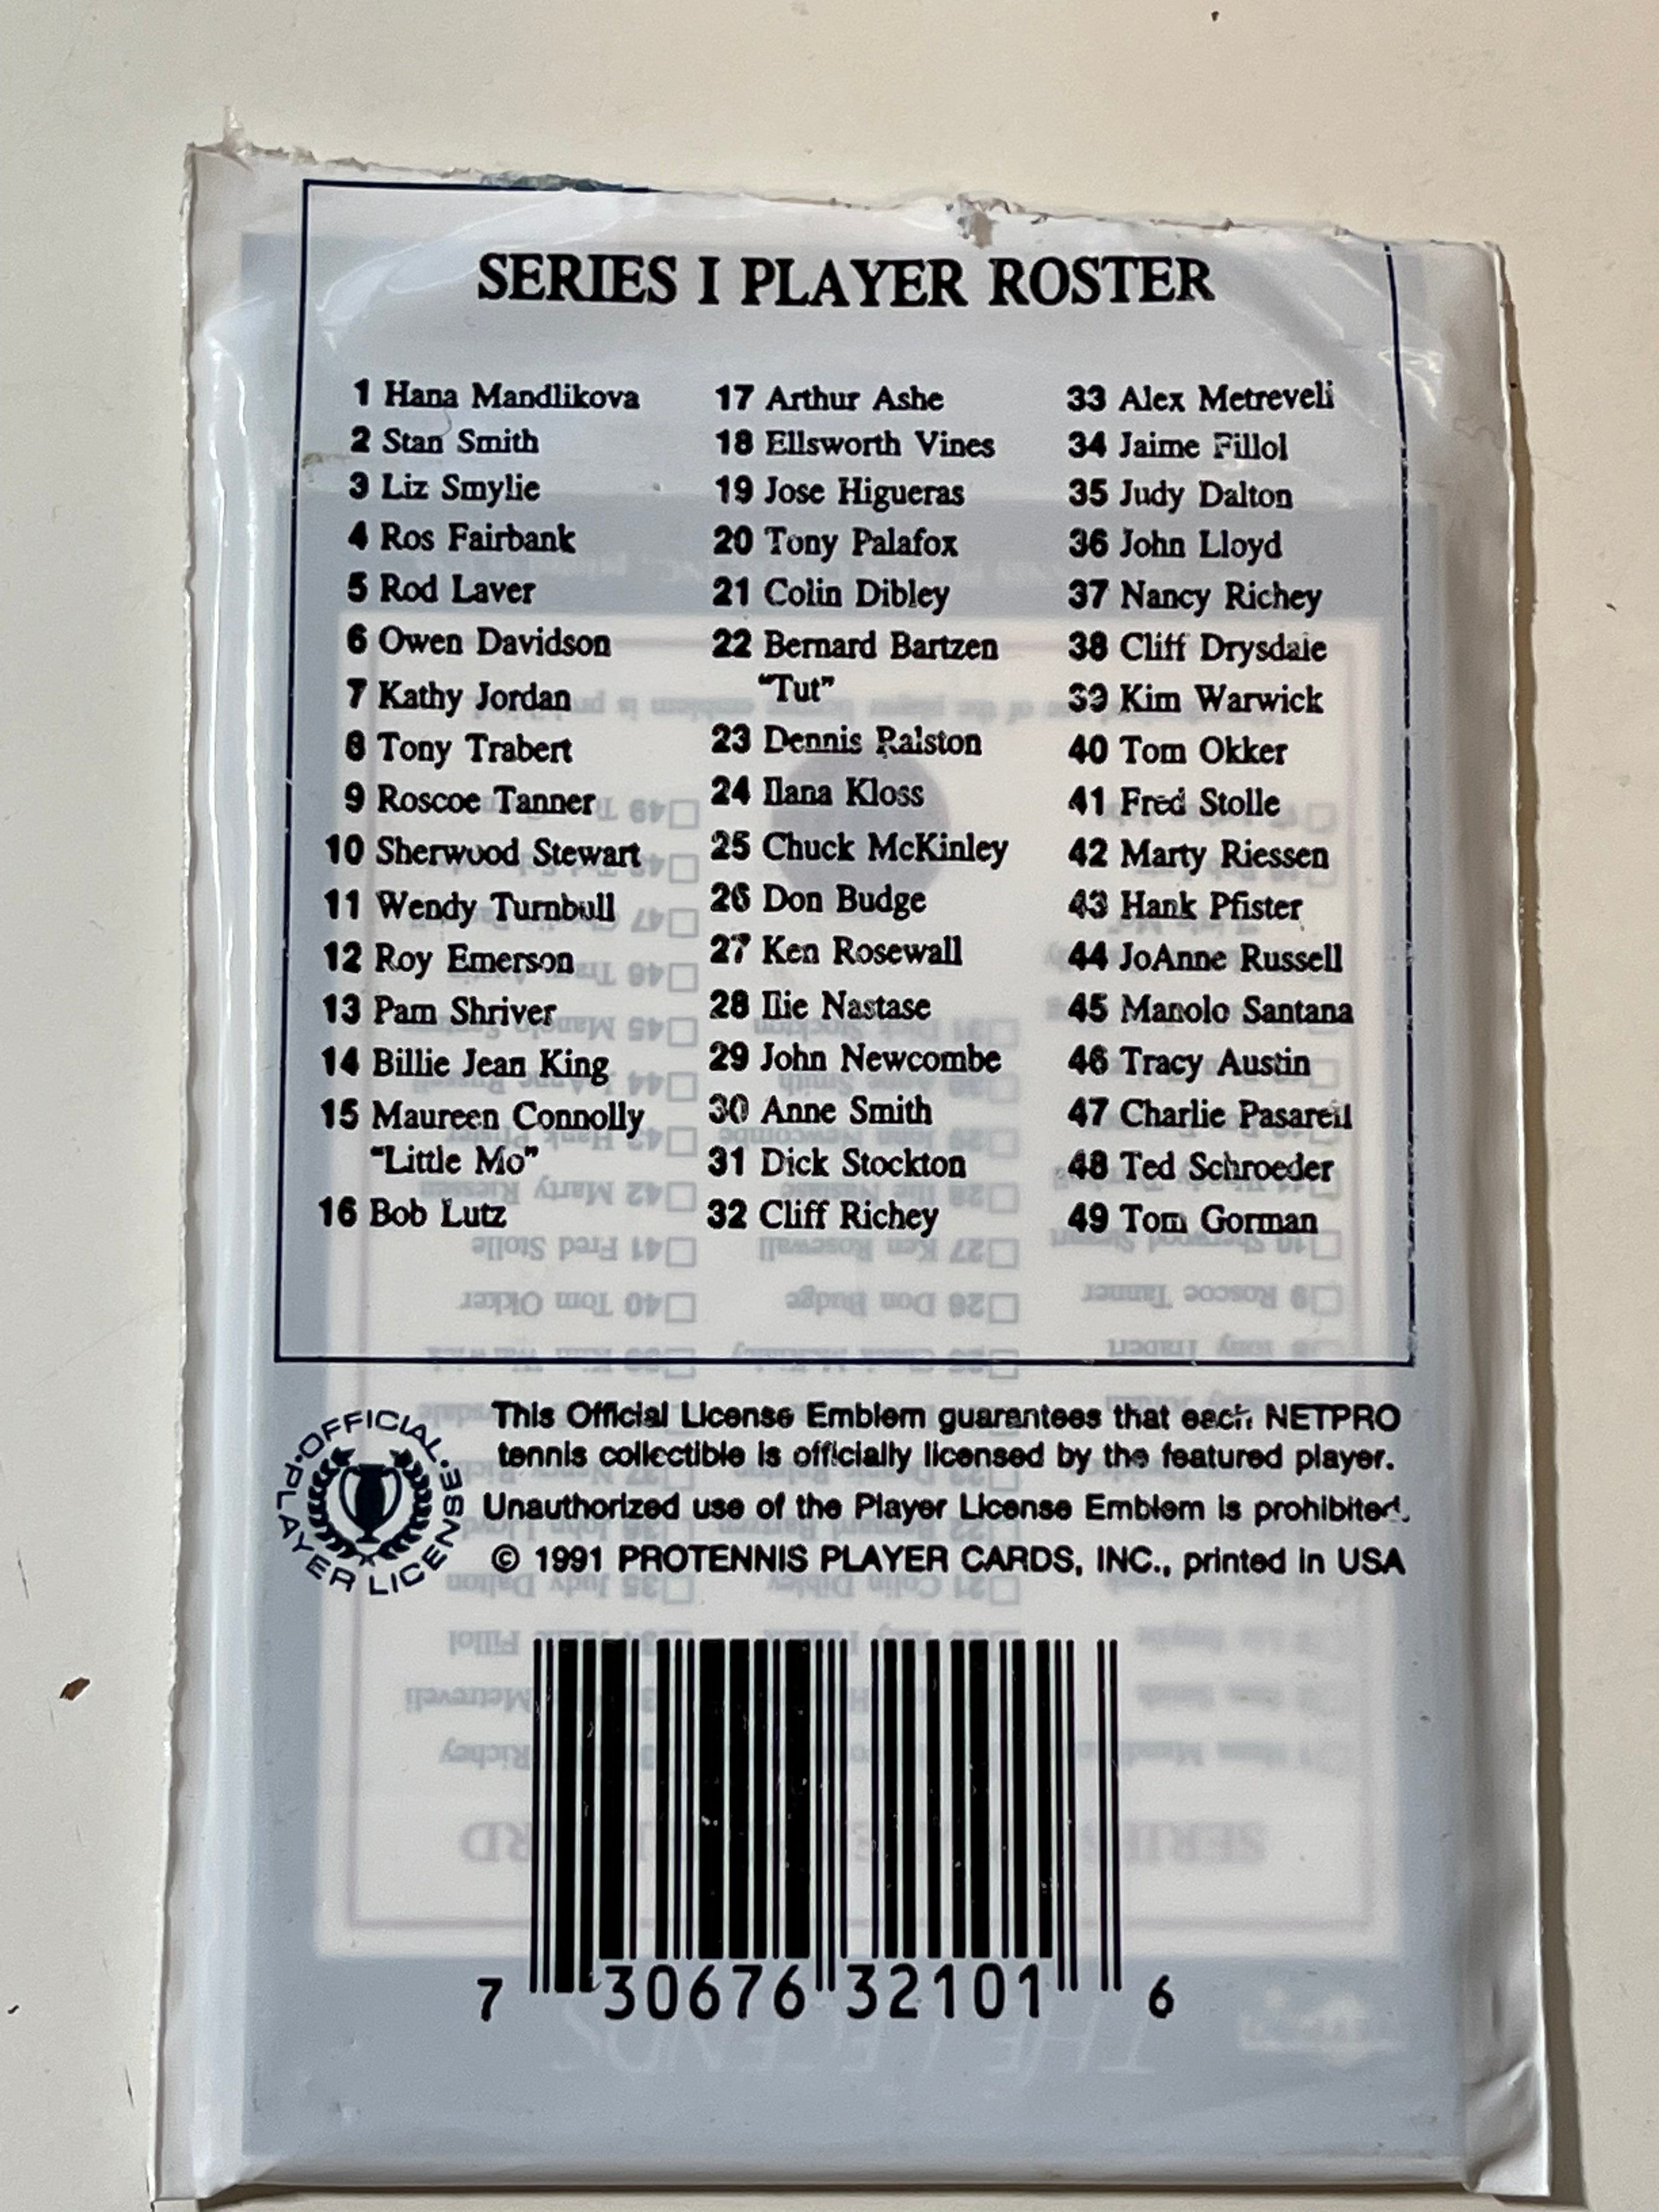 SERIES I PLAYER ROSTER
1 Hana Mandlikova
2 Stan Smith
3 Liz Smylie
4 Ros Fairbank
5 Rod Laver
6 Owen Davidson
7 Kathy Jordan
8 Tony Trabert
9 Roscoe Tanner
10 Sherwood Stewart
11 Wendy Turnbull
12 Roy Emerson
13 Pam Shriver
14 Billie Jean King
15 Maureen Connolly
"Little Mo"
16 Bob Lutz
17 Arthur Ashe
18 Ellsworth Vines
19 Jose Higueras
20 Tony Palafox
21 Colin Dibley
22 Bernard Bartzen
"Tut"
23 Dennis Ralston
24 Ilana Kloss
25 Chuck McKinley
26 Don Budge
27 Ken Rosewall
28 Ilie Nastase
29 John Newcombe
30 Anne Smith
31 Dick Stockton
32 Cliff Richey
33 Alex Metreveli
34 Jaime Fillol
35 Judy Dalton
36 John Lloyd
37 Nancy Richey
38 Cliff Drysdale
39 Kim Warwick
40 Tom Okker
41 Fred Stolle
42 Marty Riessen
43 Hank Pfister
44 JoAnne Russell
45 Manolo Santana
46 Tracy Austin
47 Charlie Pasarell
48 Ted Schroeder
49 Tom Gorman
•OFFICIAL•
PLAYER LICENSE
This Official License Emblem guarantees that each NETPRO
tennis collectible is officially licensed by the featured player.
Unauthorized use of the Player License Emblem is prohibited.
© 1991 PROTENNIS PLAYER CARDS, INC., printed in USA
7 30676 32101 6
THE LEGENDS